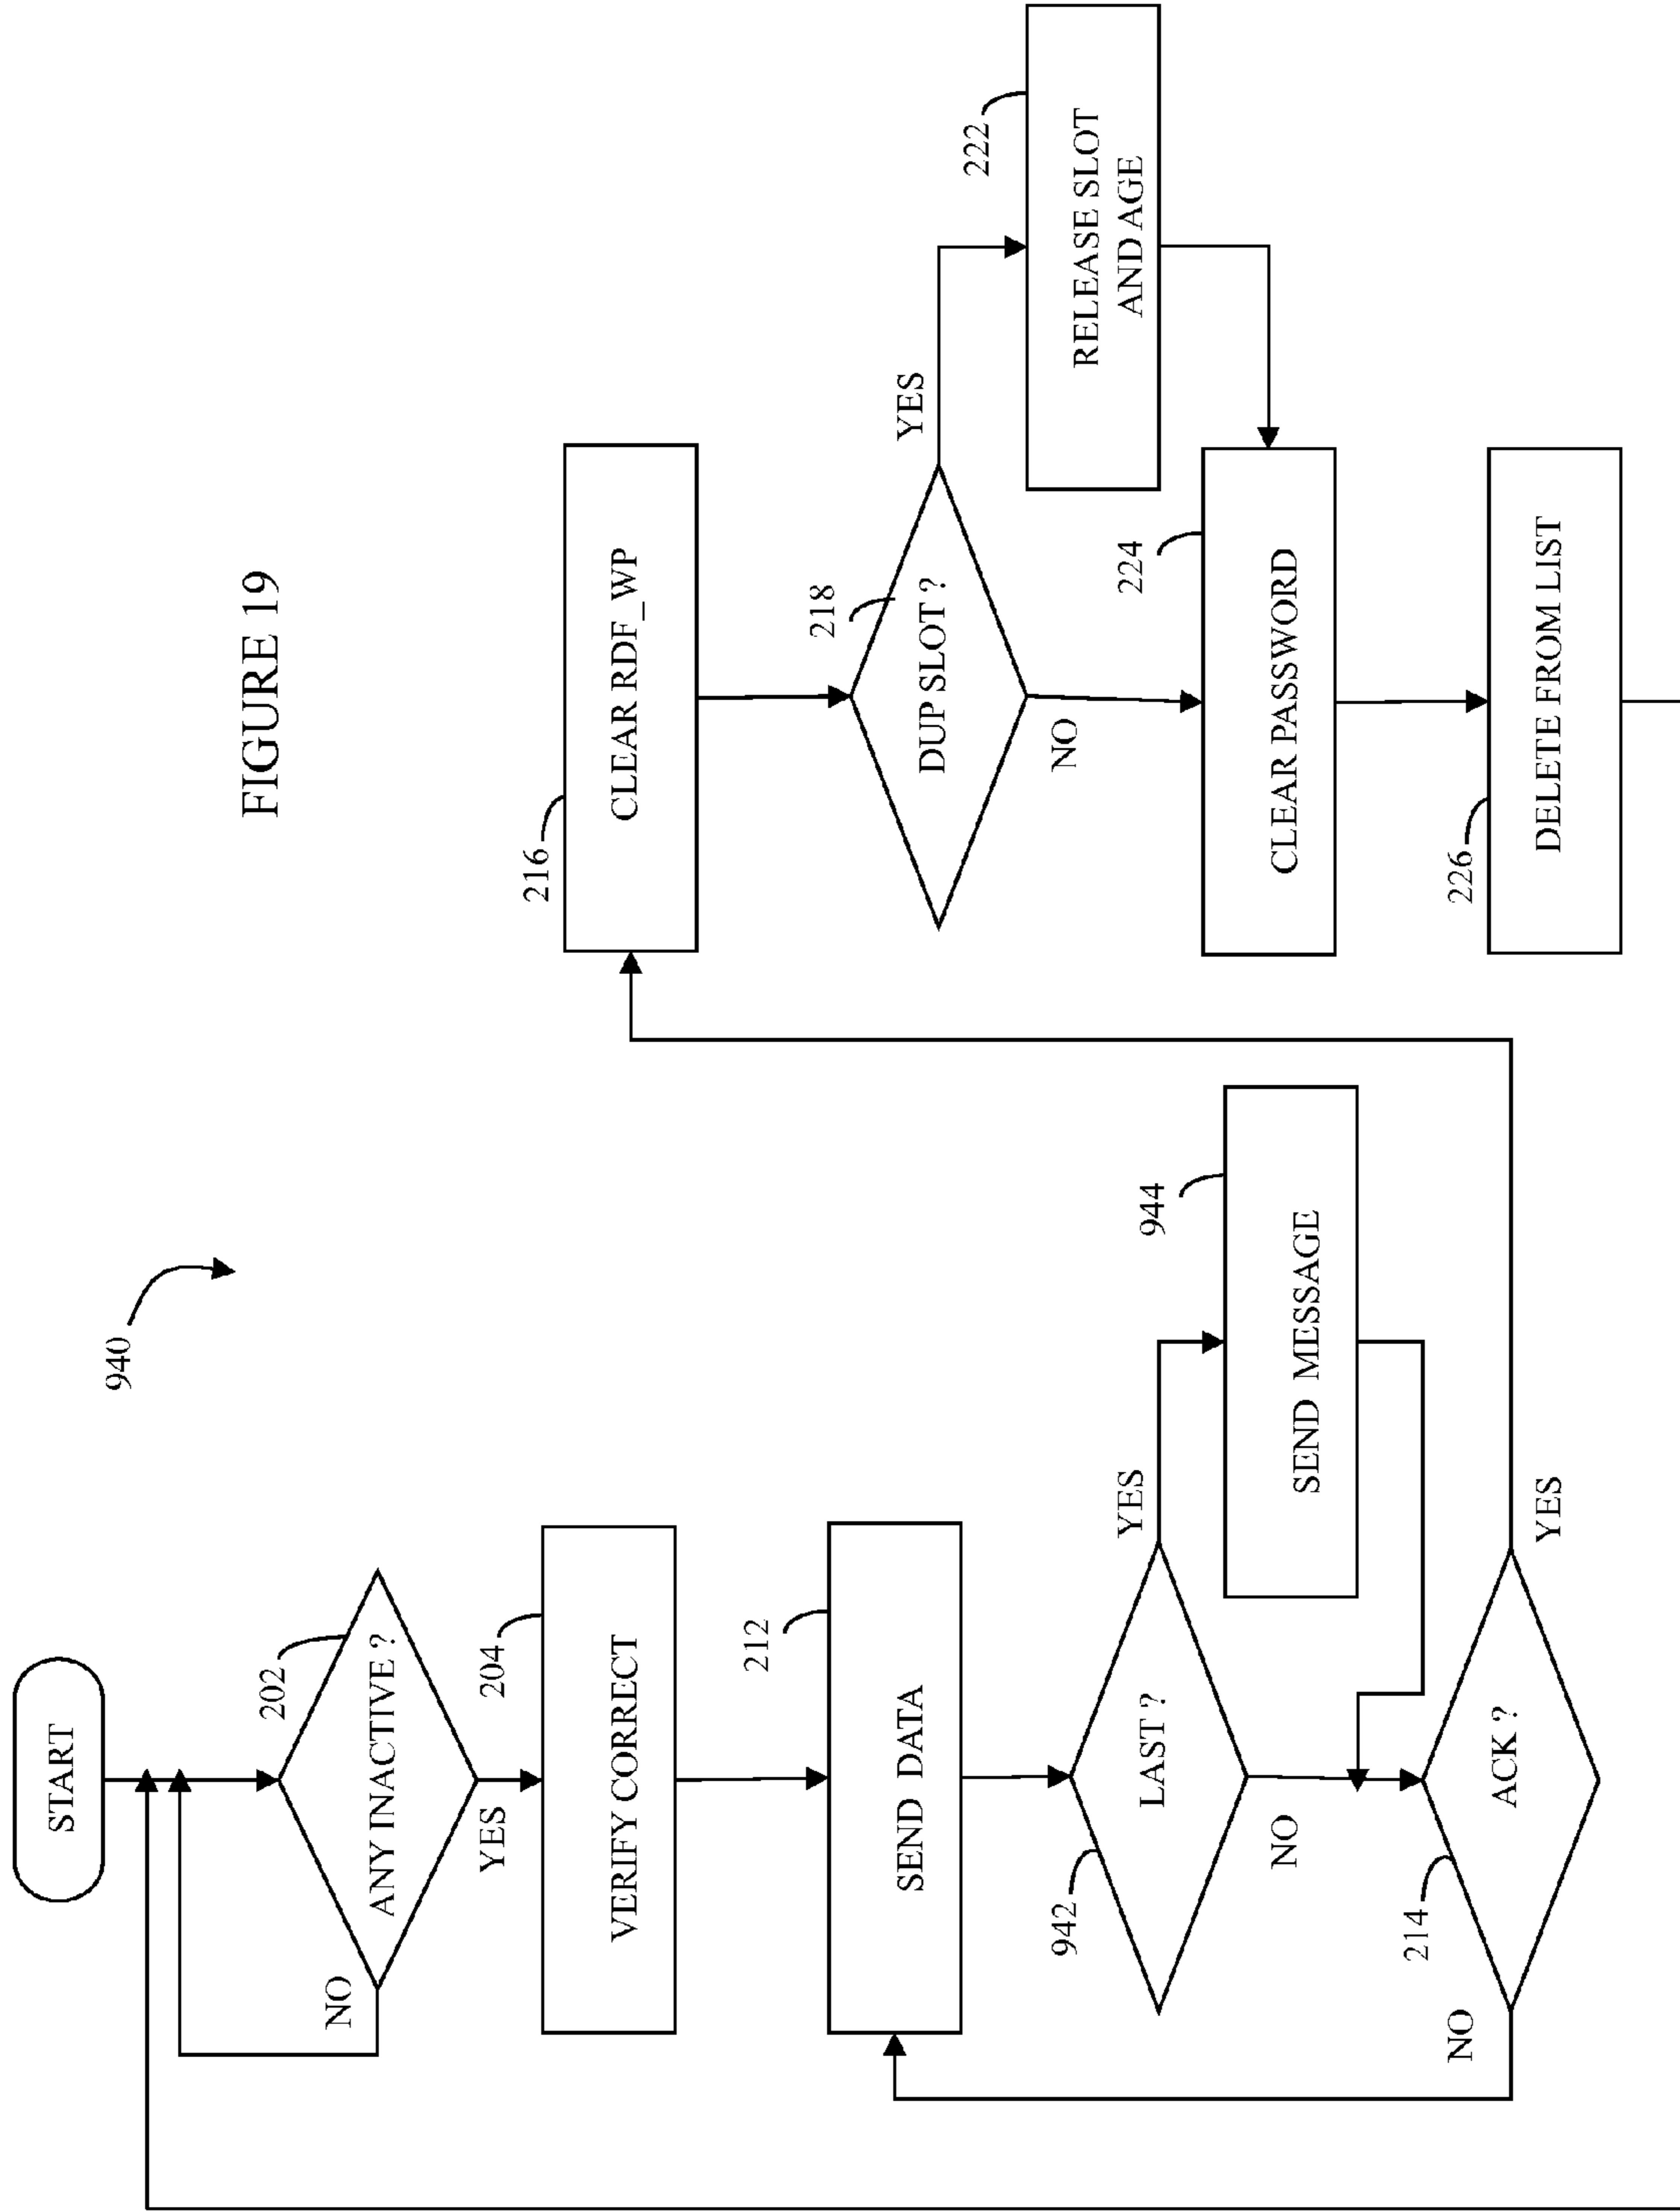 FIGURE 19
940
START
202
ANY INACTIVE ?
NO
YES
204
VERIFY CORRECT
212
SEND DATA
942
LAST ?
YES
NO
944
SEND MESSAGE
214
ACK ?
NO
YES
216
CLEAR RDF_WP
218
DUP SLOT ?
YES
NO
222
RELEASE SLOT
AND AGE
224
CLEAR PASSWORD
226
DELETE FROM LIST